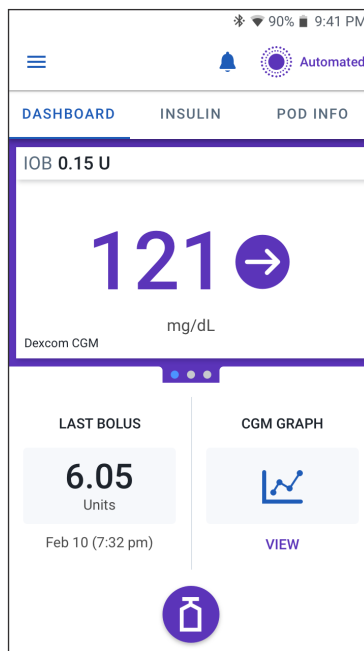 90% 9:41 PM
Automated
DASHBOARD INSULIN POD INFO
IOB 0.15 U
121
mg/dL
Dexcom CGM
LAST BOLUS CGM GRAPH
6.05
Units
Feb 10 (7:32 pm) VIEW